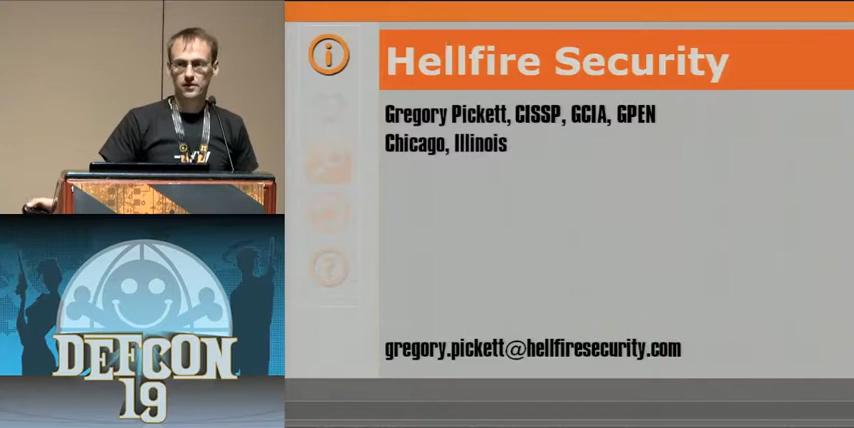 Hellfire Security
Gregory Pickett, CISSP, GCIA, GPEN
Chicago, Illinois
gregory.pickett@hellfiresecurity.com
DEFCON
19